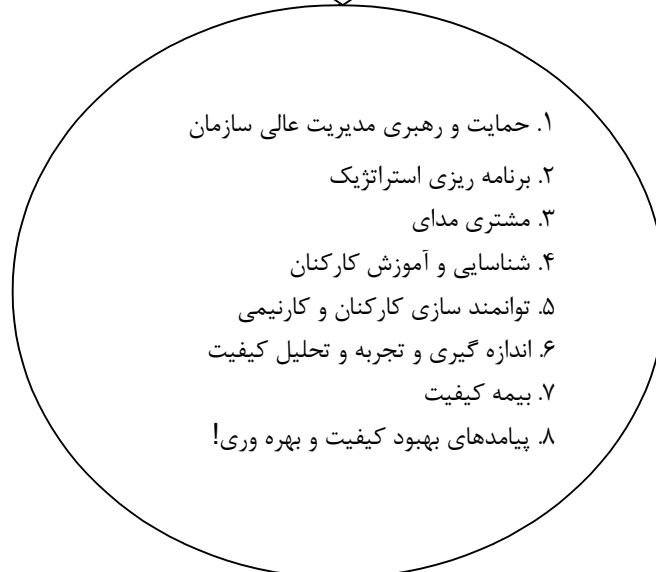 ۱. حمایت و رهبری مدیریت عالی سازمان
۲. برنامه ریزی استراتژیک
۳. مشتری مدای
۴. شناسایی و آموزش کارکنان
۵. توانمند سازی کارکنان و کارنیمی
۶. اندازه گیری و تجربه و تحلیل کیفیت
۷. بیمه کیفیت
۸. پیامدهای بهبود کیفیت و بهره وری!